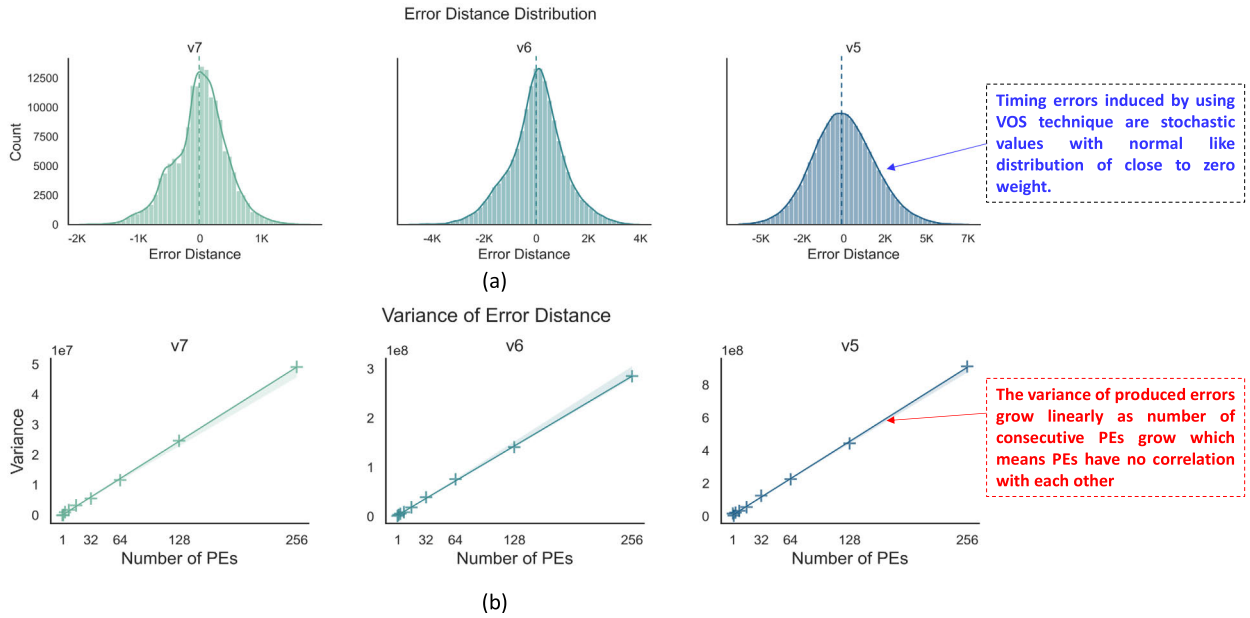 Error Distance Distribution
v7
v6
v5
12500
10000
7500
5000
2500
0
Count
-2K -1K 0 1K
Error Distance
-4K -2K 0 2K 4K
Error Distance
-5K -2K 0 2K 7K
Error Distance
Timing errors induced by using
VOS technique are stochastic
values with normal like
distribution of close to zero
weight.
(a)
Variance of Error Distance
v7
1e7
5
4
3
2
1
0
Variance
1 32 64 128 256
Number of PEs
v6
1e8
3
2
1
0
1 32 64 128 256
Number of PEs
v5
1e8
8
6
4
2
0
1 32 64 128 256
Number of PEs
The variance of produced errors
grow linearly as number of
consecutive PEs grow which
means PEs have no correlation
with each other
(b)